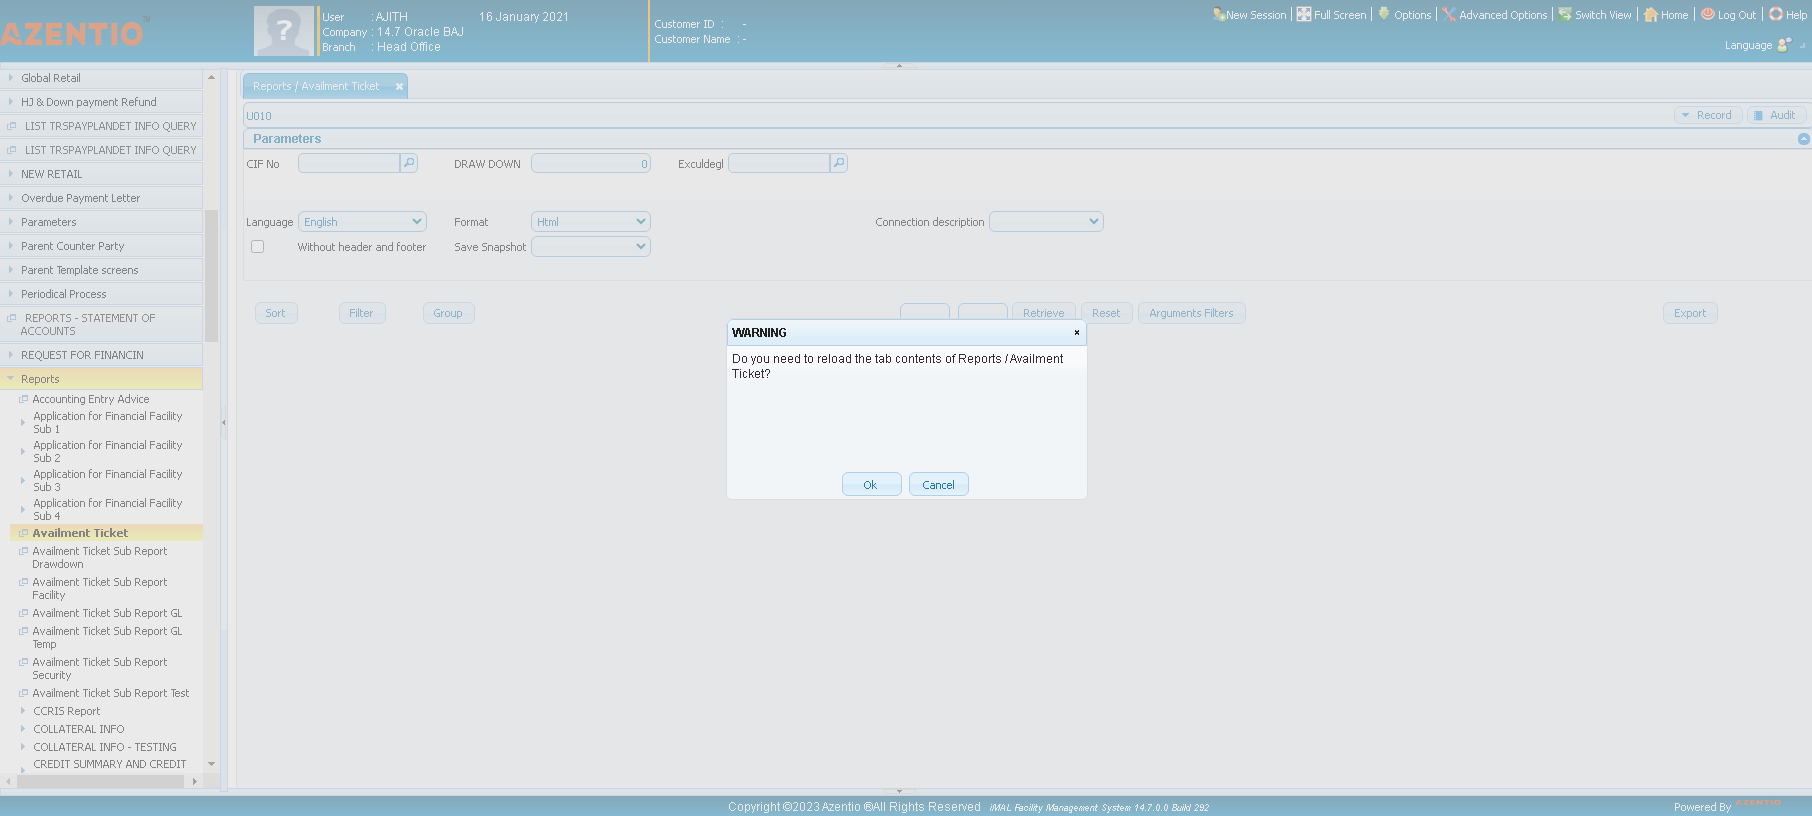 AZENTIO™
User : AJITH 16 January 2021
Company : 14.7 Oracle BAJ
Branch : Head Office
Customer ID : -
Customer Name : -
New Session Full Screen Options Advanced Options Switch View Home Log Out Help
Language
Global Retail
HJ & Down payment Refund
LIST TRSPAYPLANDET INFO QUERY
LIST TRSPAYPLANDET INFO QUERY
NEW RETAIL
Overdue Payment Letter
Parameters
Parent Counter Party
Parent Template screens
Periodical Process
REPORTS - STATEMENT OF
ACCOUNTS
REQUEST FOR FINANCIN
Reports
Accounting Entry Advice
Application for Financial Facility
Sub 1
Application for Financial Facility
Sub 2
Application for Financial Facility
Sub 3
Application for Financial Facility
Sub 4
Availment Ticket
Availment Ticket Sub Report
Drawdown
Availment Ticket Sub Report
Facility
Availment Ticket Sub Report GL
Availment Ticket Sub Report GL
Temp
Availment Ticket Sub Report
Security
Availment Ticket Sub Report Test
CCRIS Report
COLLATERAL INFO
COLLATERAL INFO - TESTING
CREDIT SUMMARY AND CREDIT
Reports / Availment Ticket
U010
Record Audit
Parameters
CIF No DRAW DOWN 0 Exculdegl
Language English Format Html Connection description
Without header and footer Save Snapshot
Sort Filter Group Retrieve Reset Arguments Filters Export
WARNING
Do you need to reload the tab contents of Reports / Availment
Ticket?
Ok Cancel
Copyright ©2023 Azentio ®All Rights Reserved iMAL Facility Management System 14.7.0.0 Build 292
Powered By AZENTIO